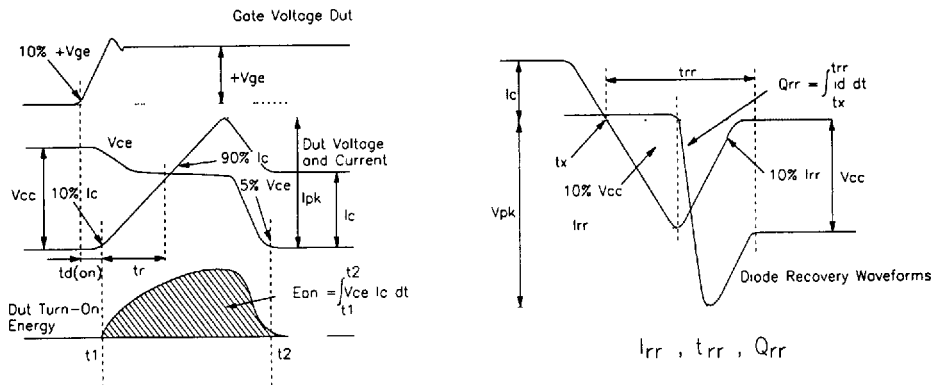 Gate Voltage Dut
10% +Vge
+Vge
Vce
Dut Voltage
and Current
90% Ic
10% Ic
5% Vce
Vcc
Ipk
Ic
td(on)
tr
t2
Eon = ∫Vce Ic dt
t1
Dut Turn-On
Energy
t1
t2
trr
Ic
trr
Qrr = ∫id dt
tx
tx
10% Vcc
10% Irr
Vcc
Vpk
Irr
Diode Recovery Waveforms
Irr , trr , Qrr